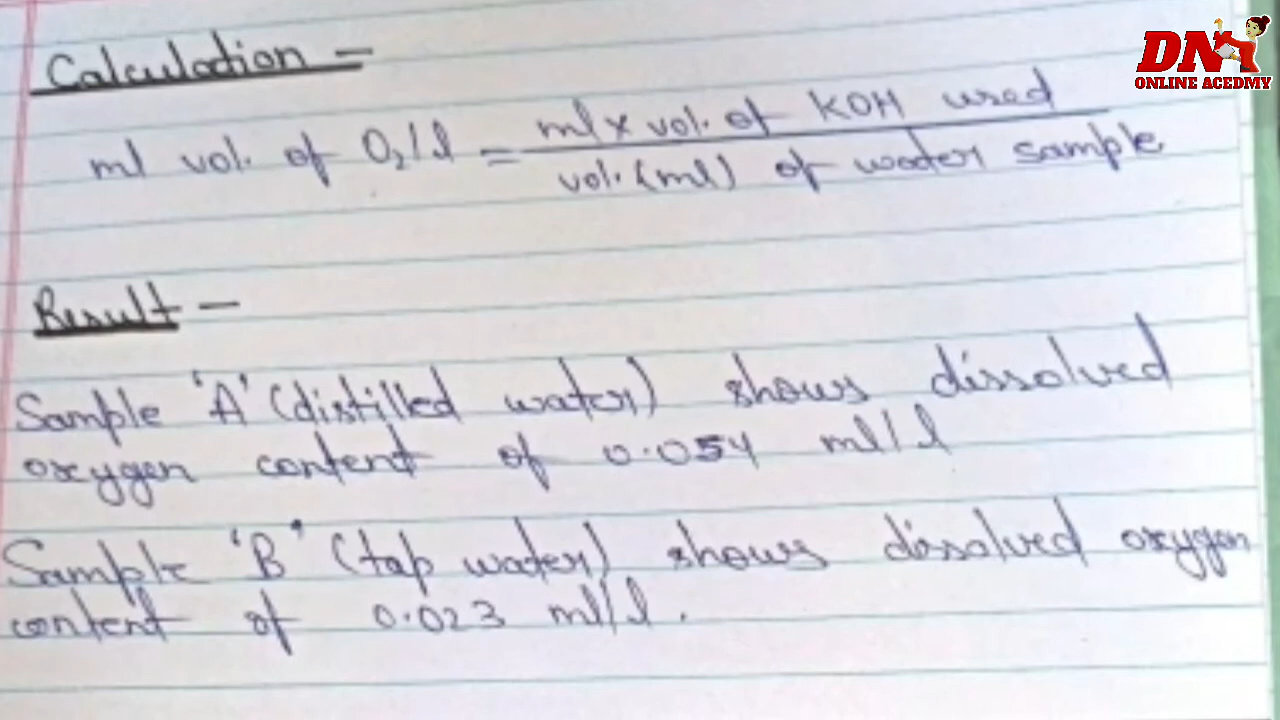 DNA
ONLINE ACEDMY
Calculation -
ml vol. of O₂/l = ml x vol. of KOH used
vol. (ml) of water sample
Result -
Sample 'A' (distilled water) shows dissolved
oxygen content of 0.054 ml/l
Sample 'B' (tap water) shows dissolved oxygen
content of 0.023 ml/l.